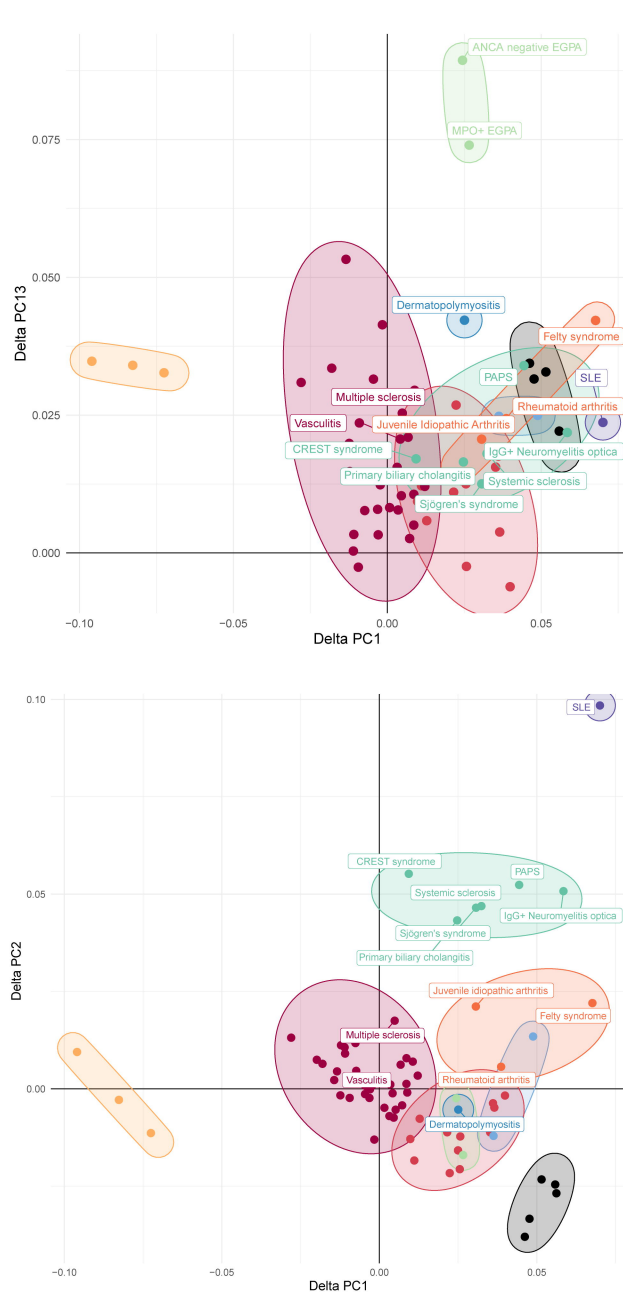 ANCA negative EGPA
MPO+ EGPA
0.075
0.050
Delta PC13
Dermatopolymyositis
Felty syndrome
PAPS
SLE
Multiple sclerosis
Rheumatoid arthritis
0.025
Vasculitis
Juvenile Idiopathic Arthritis
CREST syndrome
IgG+ Neuromyelitis optica
Primary biliary cholangitis
Systemic sclerosis
Sjögren's syndrome
0.000
−0.10
−0.05
0.00
0.05
Delta PC1
0.10
SLE
CREST syndrome
PAPS
Systemic sclerosis
0.05
IgG+ Neuromyelitis optica
Sjögren's syndrome
Primary biliary cholangitis
Delta PC2
Juvenile idiopathic arthritis
Felty syndrome
Multiple sclerosis
Vasculitis
Rheumatoid arthritis
0.00
Dermatopolymyositis
−0.10
−0.05
0.00
0.05
Delta PC1